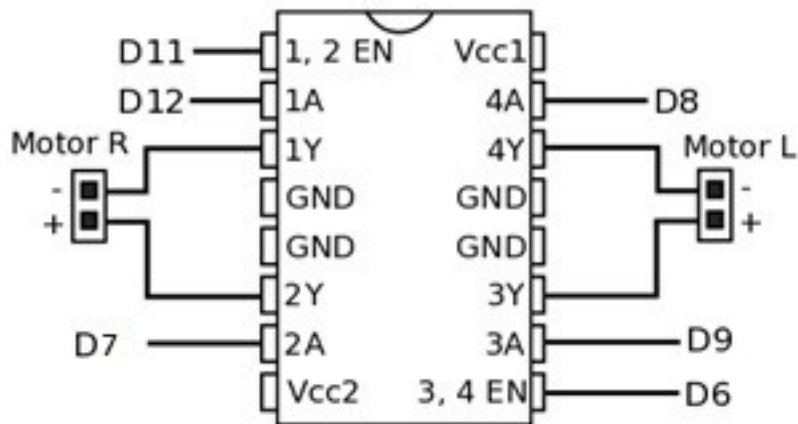 D11 1, 2 EN Vcc1
D12 1A 4A D8
Motor R 1Y 4Y Motor L
- GND GND -
+ GND GND +
2Y 3Y
D7 2A 3A D9
Vcc2 3, 4 EN D6